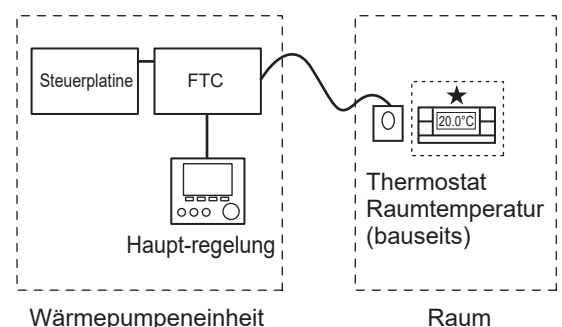 Steuerplatine
FTC
20.0°C
Haupt-regelung
Thermostat
Raumtemperatur
(bauseits)
Wärmepumpeneinheit
Raum